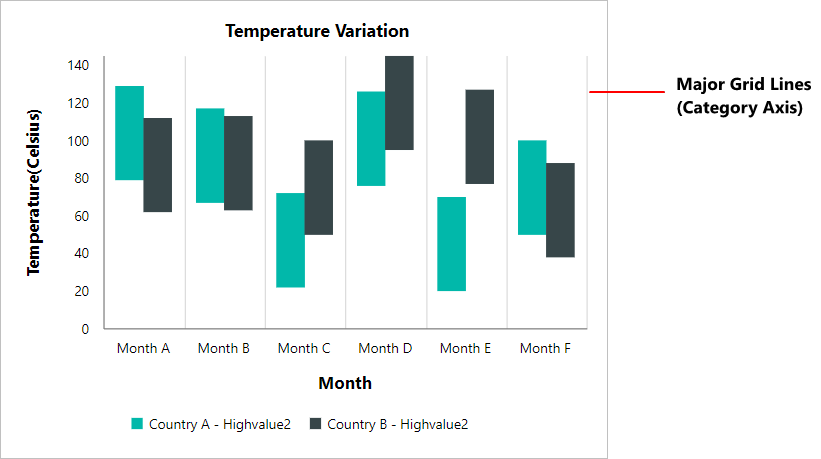 Temperature Variation
Major Grid Lines
(Category Axis)
Temperature(Celsius)
140
120
100
80
60
40
20
0
Month A Month B Month C Month D Month E Month F
Month
Country A - Highvalue2 Country B - Highvalue2